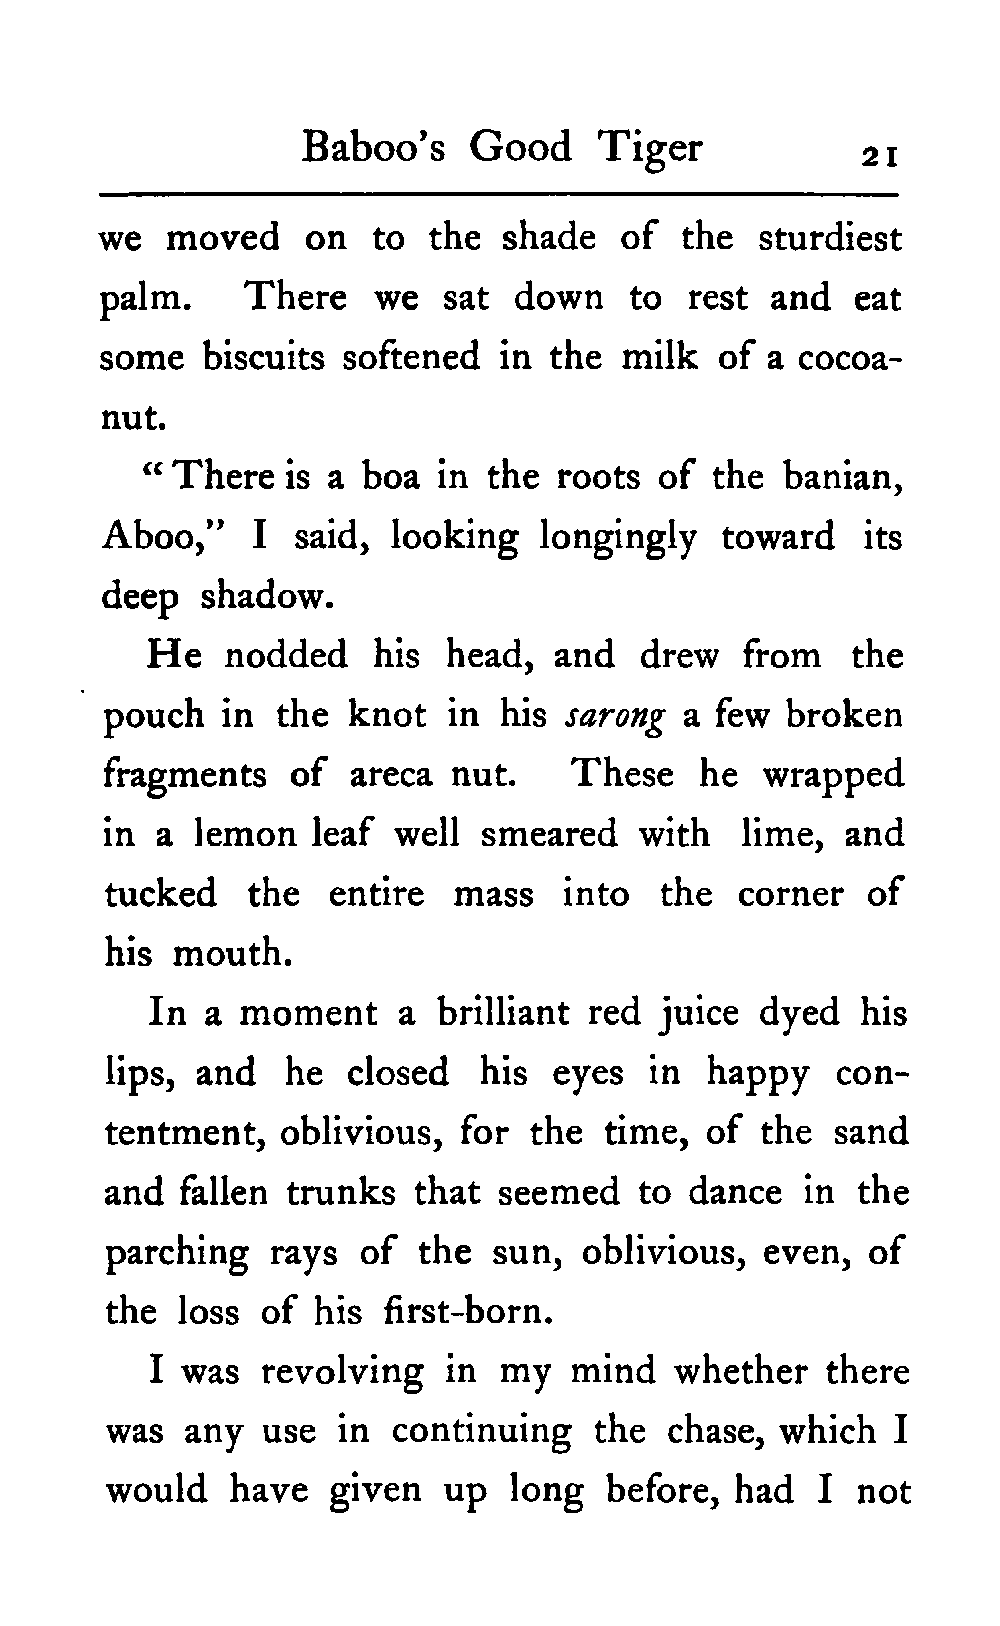 Baboo's Good Tiger 21
we moved on to the shade of the sturdiest
palm. There we sat down to rest and eat
some biscuits softened in the milk of a cocoa-
nut.
"There is a boa in the roots of the banian,
Aboo," I said, looking longingly toward its
deep shadow.
He nodded his head, and drew from the
pouch in the knot in his sarong a few broken
fragments of areca nut. These he wrapped
in a lemon leaf well smeared with lime, and
tucked the entire mass into the corner of
his mouth.
In a moment a brilliant red juice dyed his
lips, and he closed his eyes in happy con-
tentment, oblivious, for the time, of the sand
and fallen trunks that seemed to dance in the
parching rays of the sun, oblivious, even, of
the loss of his first-born.
I was revolving in my mind whether there
was any use in continuing the chase, which I
would have given up long before, had I not